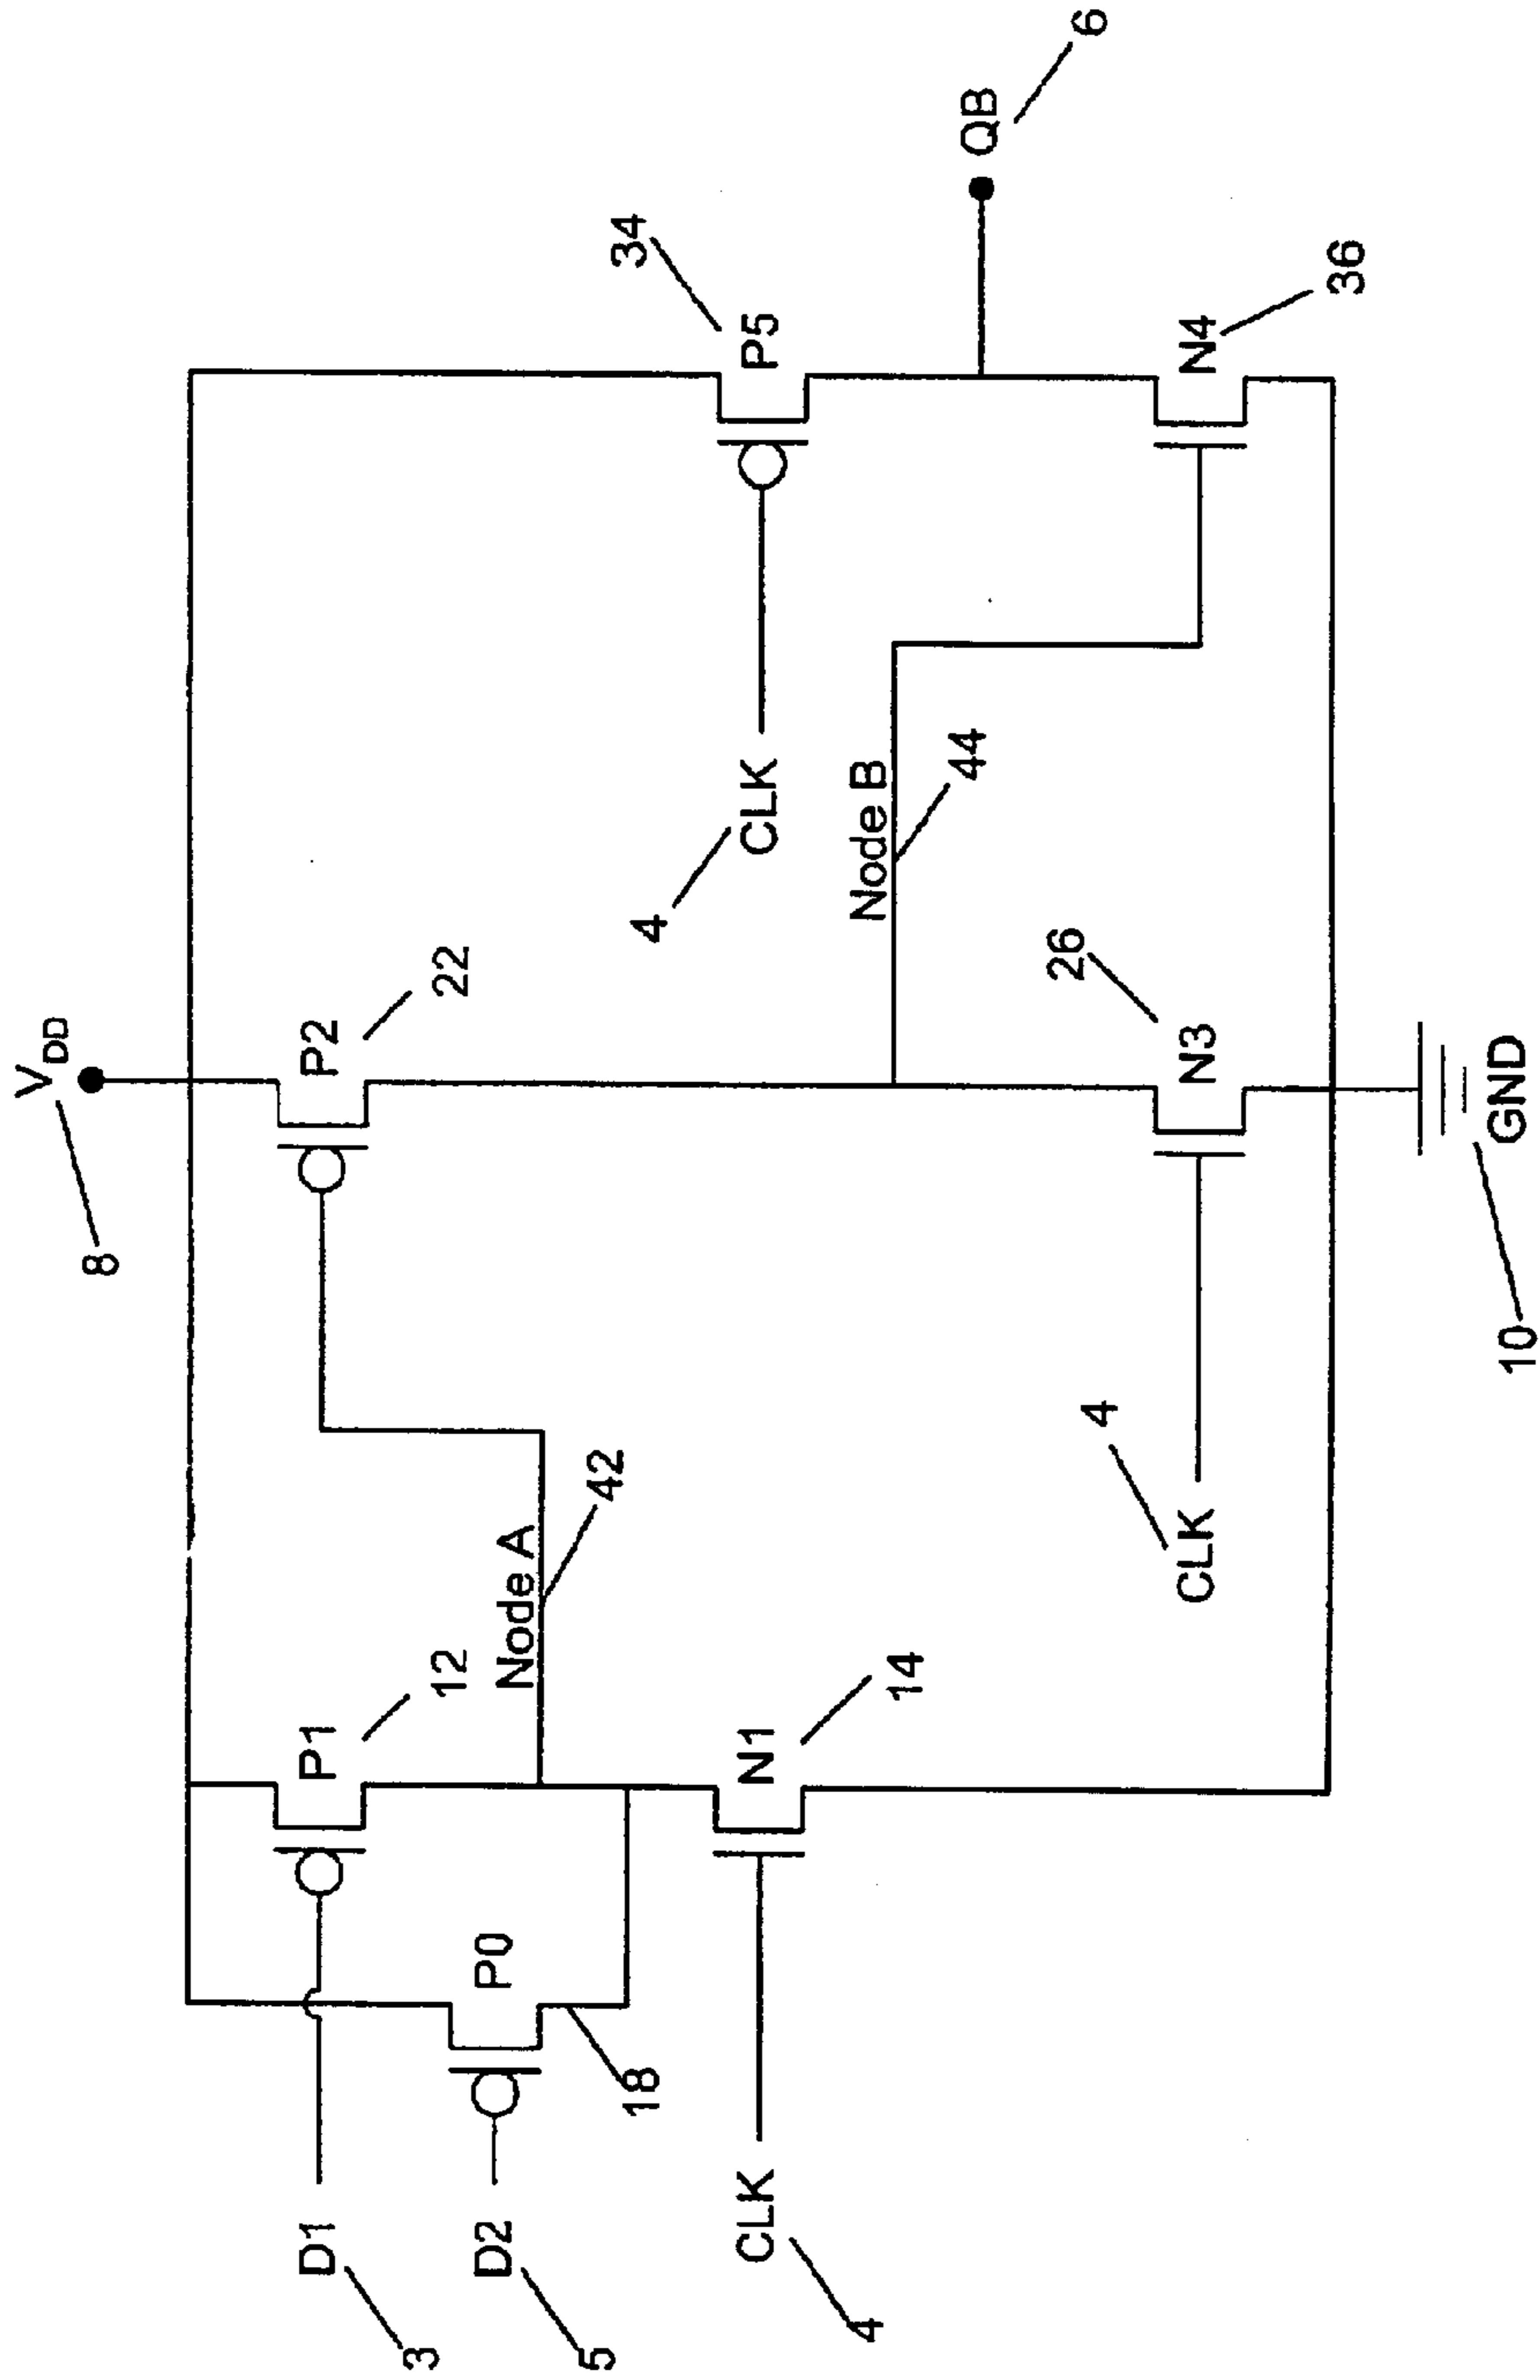 V_DD
8
P2
22
P1
12
D1
3
P0
D2
5
18
Node A
42
P5
34
CLK
4
N1
14
CLK
4
Node B
44
QB
6
N3
26
CLK
4
N4
36
GND
10